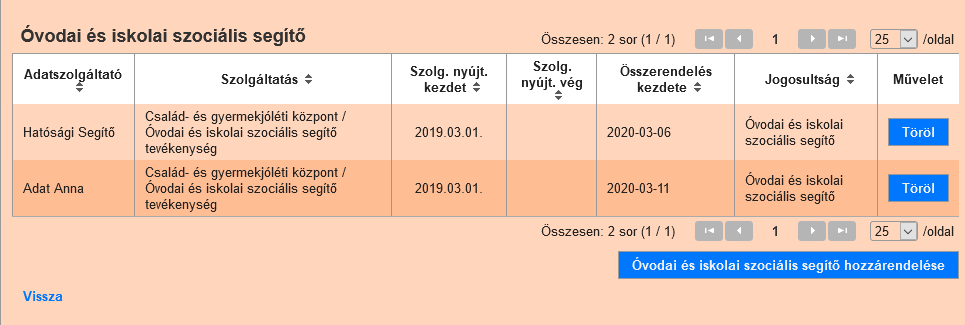 Óvodai és iskolai szociális segítő
Összesen: 2 sor (1 / 1) 1 25 /oldal
Adatszolgáltató Szolgáltatás Szolg. nyújt. kezdet Szolg. nyújt. vég Összerendelés kezdete Jogosultság Művelet
Hatósági Segítő
Család- és gyermekjóléti központ /
Óvodai és iskolai szociális segítő
tevékenység
2019.03.01.
2020-03-06
Óvodai és iskolai
szociális segítő
Töröl
Adat Anna
Család- és gyermekjóléti központ /
Óvodai és iskolai szociális segítő
tevékenység
2019.03.01.
2020-03-11
Óvodai és iskolai
szociális segítő
Töröl
Összesen: 2 sor (1 / 1) 1 25 /oldal
Óvodai és iskolai szociális segítő hozzárendelése
Vissza